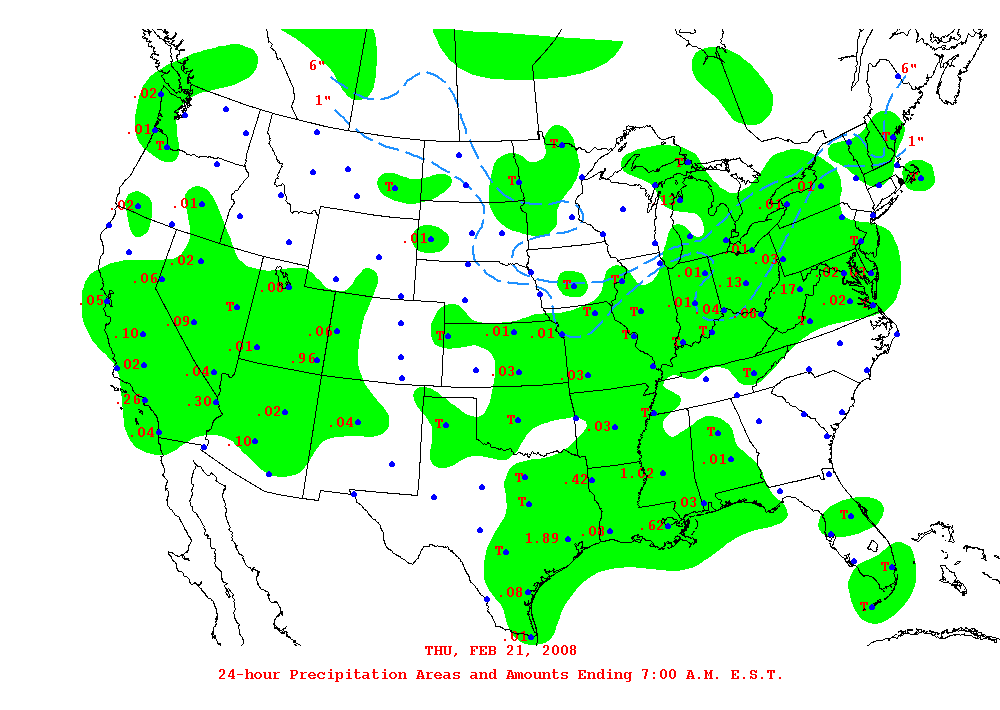 6"
6"
1"
.02
.01
T
T
T
1"
T
T
T
T
T
.11
.01
.02
.01
.01
.01
T
.01
.02
.03
.06
.01
.02
.08
T
T
.13
.17
.05
T
.01
.02
T
T
.04
.08
.09
T
.10
.06
T
.01
.01
T
T
.01
.96
T
.02
.04
.03
.03
T
.26
.30
.02
T
.04
T
T
.03
T
.04
.10
.01
T
.42
1.02
T
.03
T
.62
1.89
.08
T
T
.08
T
.01
THU, FEB 21, 2008
24-hour Precipitation Areas and Amounts Ending 7:00 A.M. E.S.T.